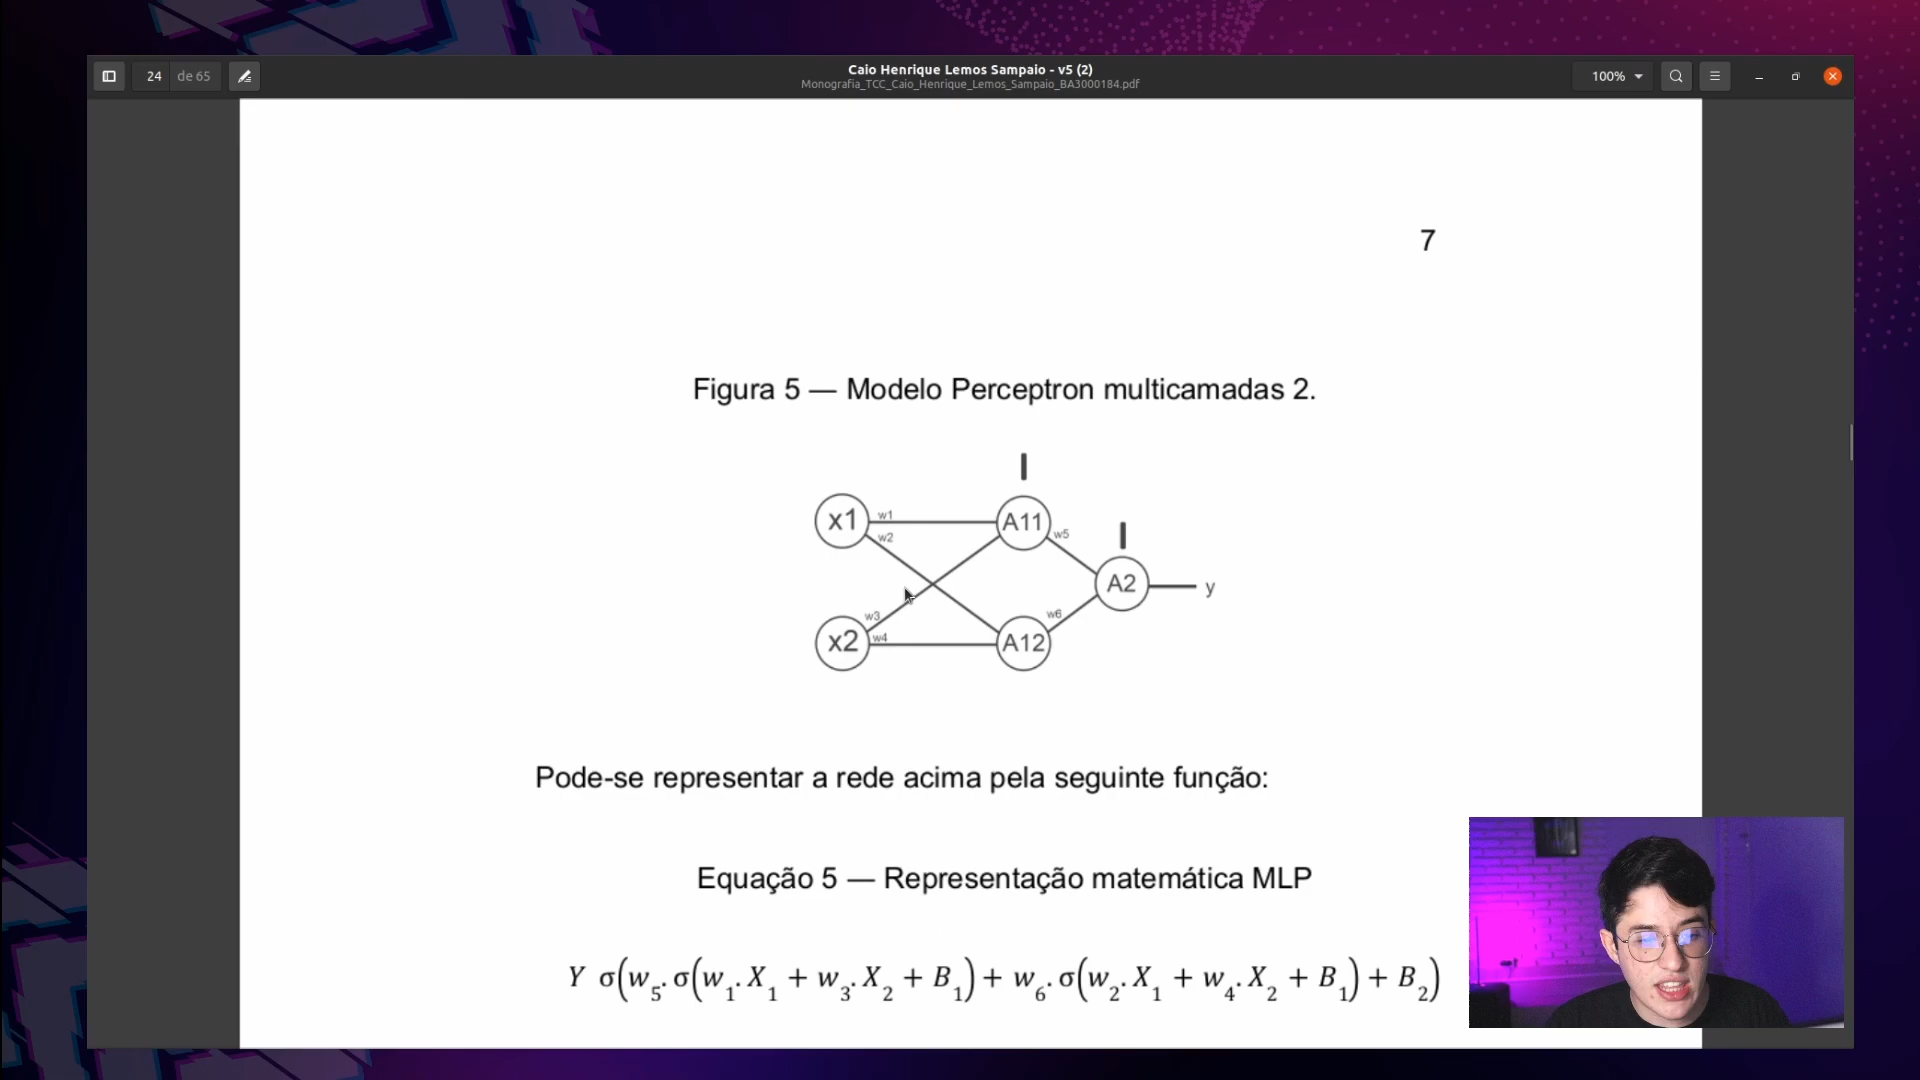 24 de 65
Caio Henrique Lemos Sampaio - v5 (2)
Monografia_TCC_Caio_Henrique_Lemos_Sampaio_BA3000184.pdf
100%
7
Figura 5 — Modelo Perceptron multicamadas 2.
x1 w1 A11
w2 w5
A2 y
w3 w6
x2 w4 A12
Pode-se representar a rede acima pela seguinte função:
Equação 5 — Representação matemática MLP
Y σ(w₅. σ(w₁. X₁ + w₃. X₂ + B₁) + w₆. σ(w₂. X₁ + w₄. X₂ + B₁) + B₂)